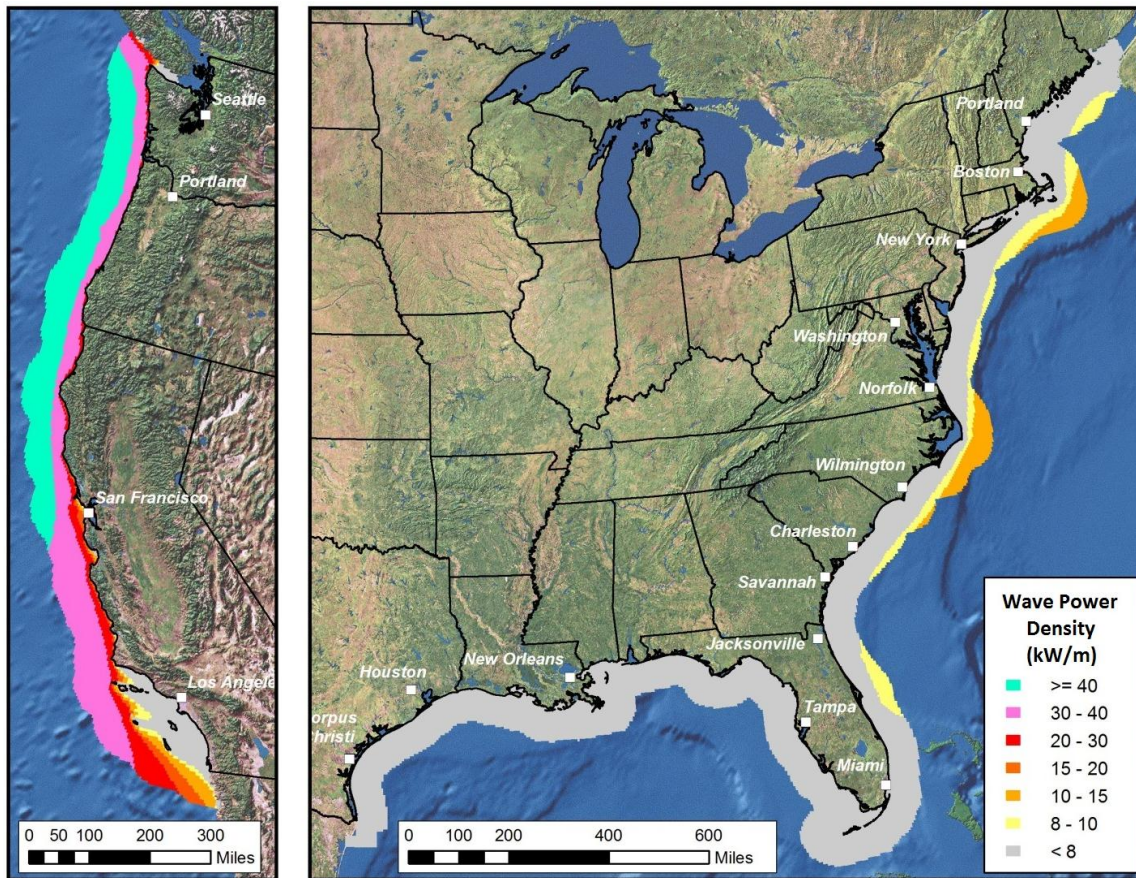 Seattle
Portland
San Francisco
Los Angele
0 50 100 200 300
Miles
Portland
Boston
New York
Washington
Norfolk
Wilmington
Charleston
Savannah
Jacksonville
New Orleans
Houston
Tampa
orpus
hristi
Miami
0 100 200 400 600
Miles
Wave Power
Density
(kW/m)
>= 40
30 - 40
20 - 30
15 - 20
10 - 15
8 - 10
< 8